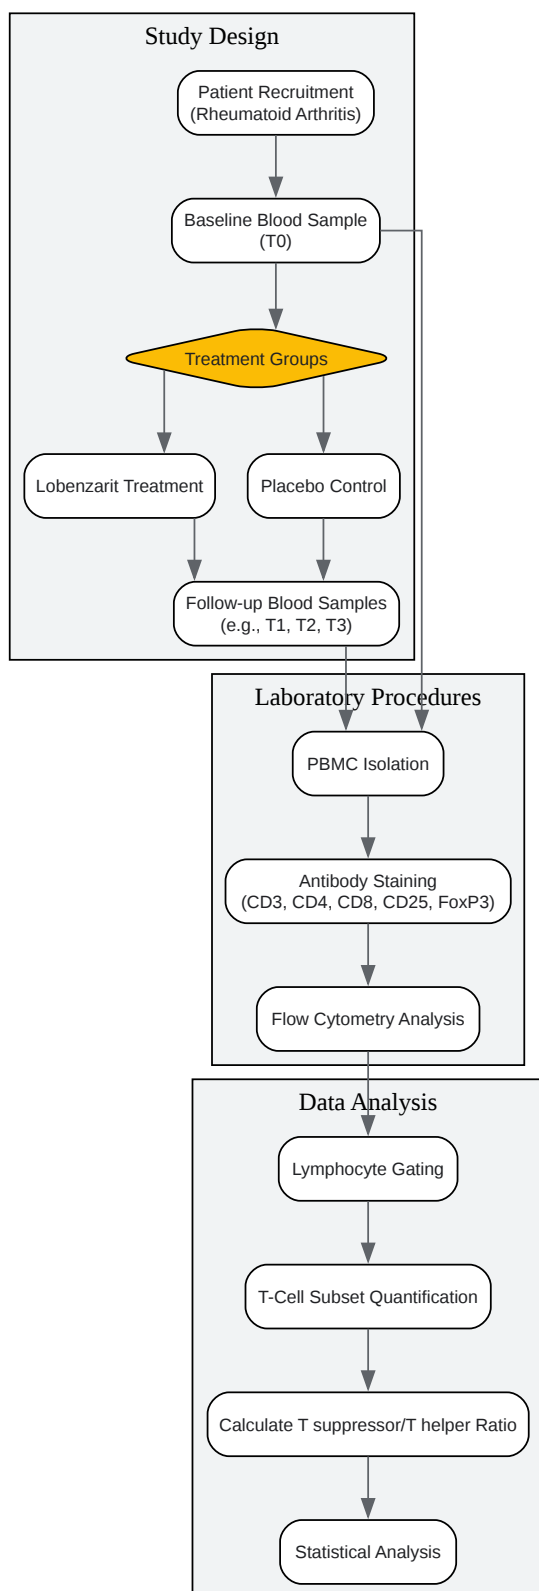 Study Design
Patient Recruitment
(Rheumatoid Arthritis)
Baseline Blood Sample
(T0)
Treatment Groups
Lobenzarit Treatment
Placebo Control
Follow-up Blood Samples
(e.g., T1, T2, T3)
Laboratory Procedures
PBMC Isolation
Antibody Staining
(CD3, CD4, CD8, CD25, FoxP3)
Flow Cytometry Analysis
Data Analysis
Lymphocyte Gating
T-Cell Subset Quantification
Calculate T suppressor/T helper Ratio
Statistical Analysis